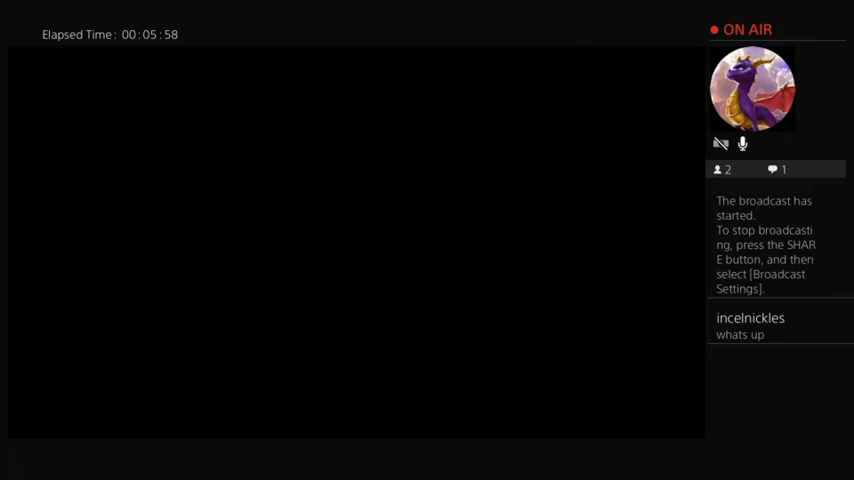 Elapsed Time: 00:05:58
ON AIR
2
1
The broadcast has
started.
To stop broadcasti
ng, press the SHAR
E button, and then
select [Broadcast
Settings].
incelnickles
whats up